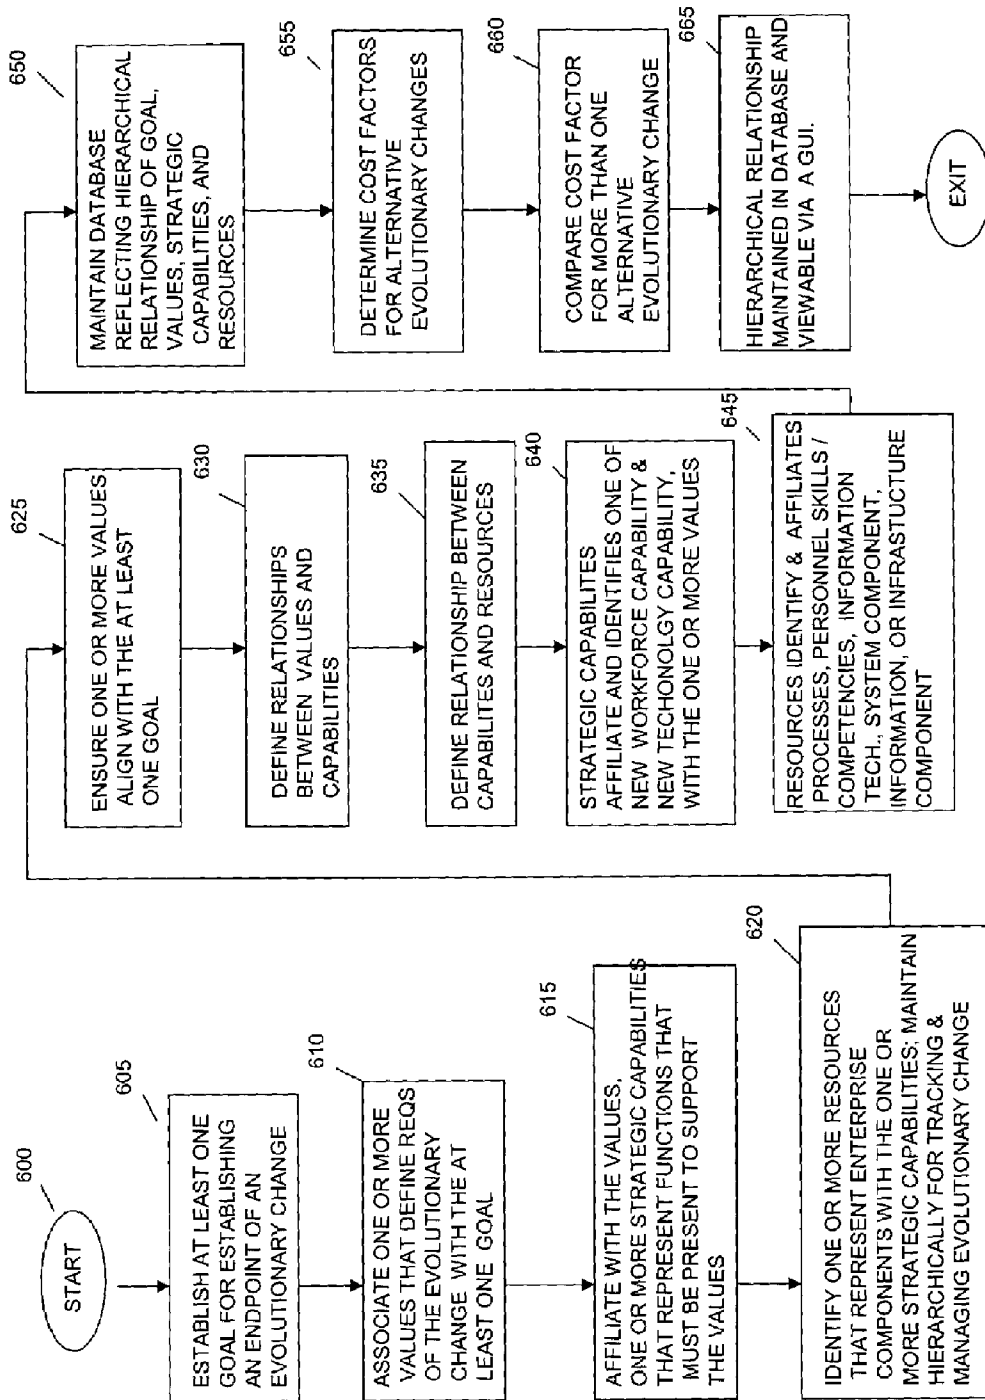 600
START
605
ESTABLISH AT LEAST ONE
GOAL FOR ESTABLISHING
AN ENDPOINT OF AN
EVOLUTIONARY CHANGE
610
ASSOCIATE ONE OR MORE
VALUES THAT DEFINE REQS
OF THE EVOLUTIONARY
CHANGE WITH THE AT
LEAST ONE GOAL
615
AFFILIATE WITH THE VALUES,
ONE OR MORE STRATEGIC CAPABILITIES
THAT REPRESENT FUNCTIONS THAT
MUST BE PRESENT TO SUPPORT
THE VALUES
620
IDENTIFY ONE OR MORE RESOURCES
THAT REPRESENT ENTERPRISE
COMPONENTS WITH THE ONE OR
MORE STRATEGIC CAPABILITIES; MAINTAIN
HIERARCHICALLY FOR TRACKING &
MANAGING EVOLUTIONARY CHANGE
625
ENSURE ONE OR MORE VALUES
ALIGN WITH THE AT LEAST
ONE GOAL
630
DEFINE RELATIONSHIPS
BETWEEN VALUES AND
CAPABILITIES
635
DEFINE RELATIONSHIP BETWEEN
CAPABILITES AND RESOURCES
640
STRATEGIC CAPABILITES
AFFILIATE AND IDENTIFIES ONE OF
NEW WORKFORCE CAPABILITY &
NEW TECHONOLGY CAPABILITY,
WITH THE ONE OR MORE VALUES
645
RESOURCES IDENTIFY & AFFILIATES
PROCESSES, PERSONNEL SKILLS /
COMPETENCIES, INFORMATION
TECH., SYSTEM COMPONENT,
INFORMATION, OR INFRASTUCTURE
COMPONENT
650
MAINTAIN DATABASE
REFLECTING HIERARCHICAL
RELATIONSHIP OF GOAL,
VALUES, STRATEGIC
CAPABILITIES, AND
RESOURCES
655
DETERMINE COST FACTORS
FOR ALTERNATIVE
EVOLUTIONARY CHANGES
660
COMPARE COST FACTOR
FOR MORE THAN ONE
ALTERNATIVE
EVOLUTIONARY CHANGE
665
HIERARCHICAL RELATIONSHIP
MAINTAINED IN DATABASE AND
VIEWABLE VIA A GUI.
EXIT